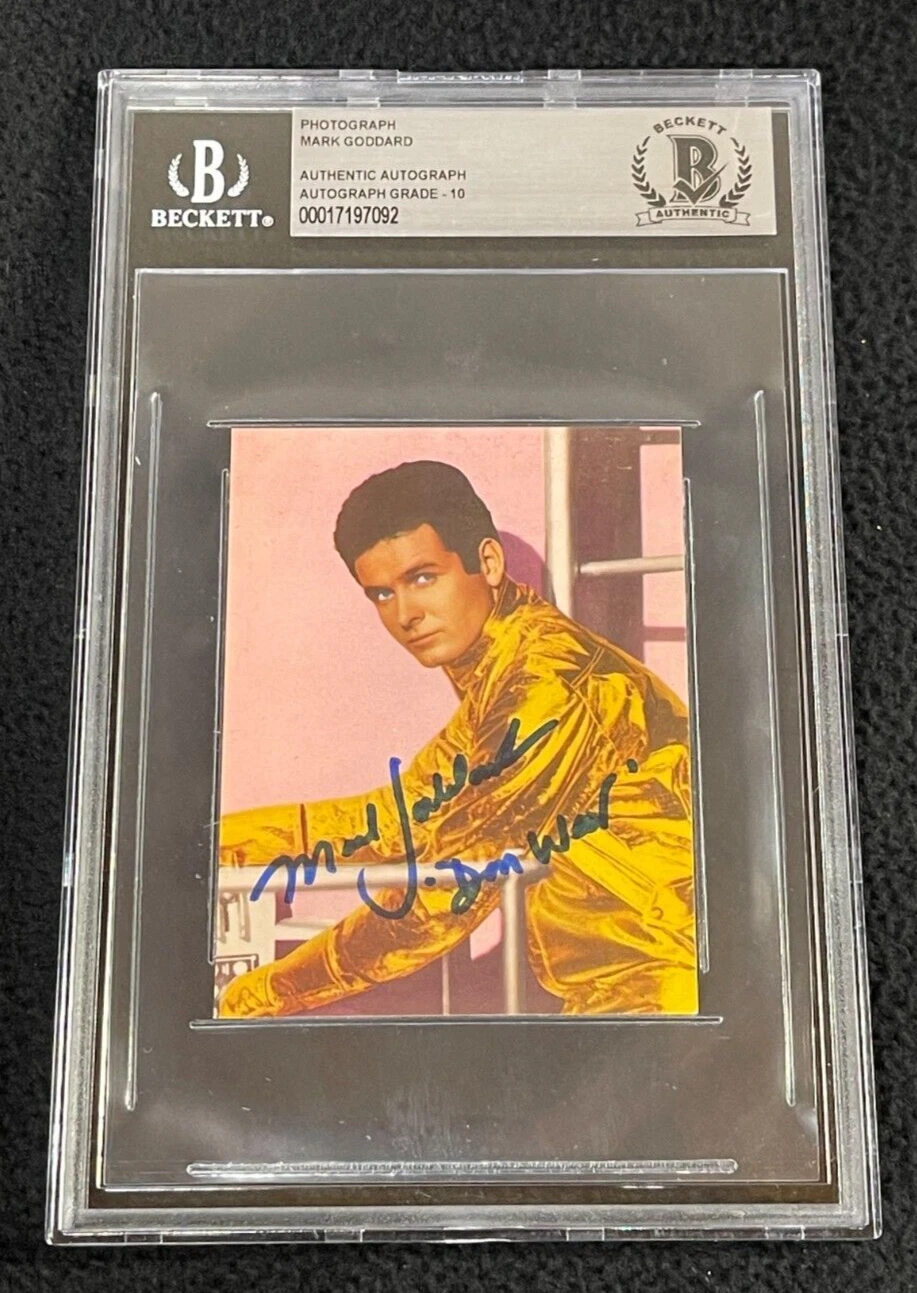 PHOTOGRAPH
MARK GODDARD
AUTHENTIC AUTOGRAPH
AUTOGRAPH GRADE - 10
00017197092
B
BECKETT®
BECKETT
B
AUTHENTIC
Mark Goddard
"Don West"